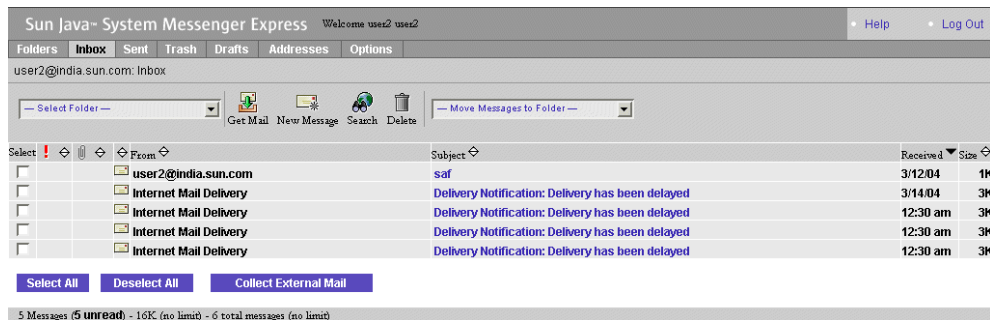 Sun Java™ System Messenger Express Welcome user2 user2 Help Log Out
Folders Inbox Sent Trash Drafts Addresses Options
user2@india.sun.com: Inbox
— Select Folder — Get Mail New Message Search Delete — Move Messages to Folder —
Select ! From Subject Received Size
user2@india.sun.com saf 3/12/04 1K
Internet Mail Delivery Delivery Notification: Delivery has been delayed 3/14/04 3K
Internet Mail Delivery Delivery Notification: Delivery has been delayed 12:30 am 3K
Internet Mail Delivery Delivery Notification: Delivery has been delayed 12:30 am 3K
Internet Mail Delivery Delivery Notification: Delivery has been delayed 12:30 am 3K
Select All Deselect All Collect External Mail
5 Messages (5 unread) - 16K (no limit) - 6 total messages (no limit)